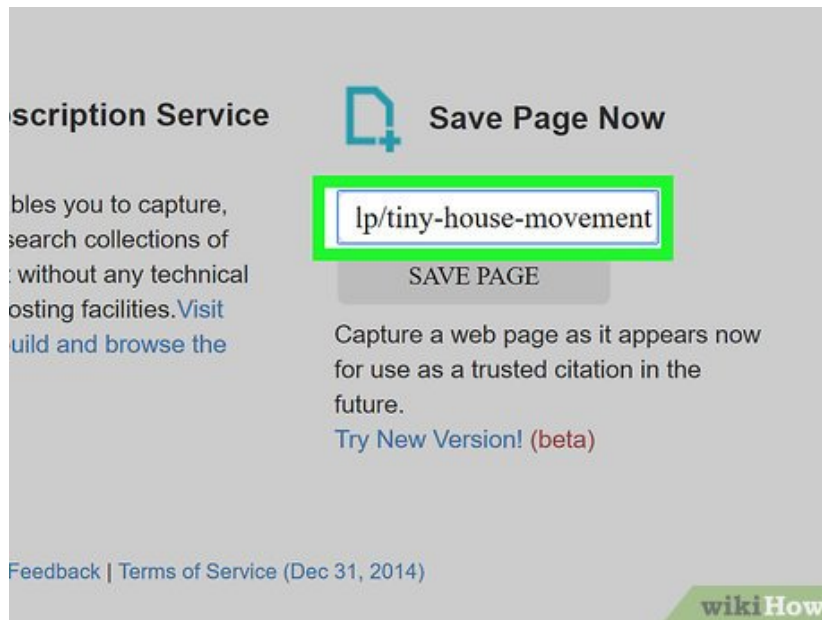 scription Service
bles you to capture,
search collections of
without any technical
osting facilities.Visit
uild and browse the
Save Page Now
lp/tiny-house-movement
SAVE PAGE
Capture a web page as it appears now
for use as a trusted citation in the
future.
Try New Version! (beta)
Feedback | Terms of Service (Dec 31, 2014)
wikiHow